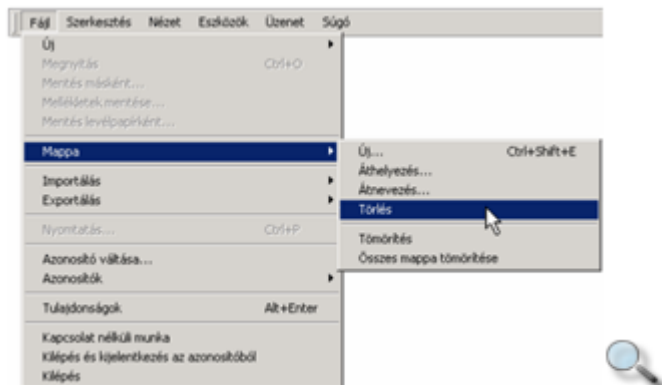 Fájl Szerkesztés Nézet Eszközök Üzenet Súgó
Új
Megnyitás Ctrl+O
Mentés másként...
Mellékletek mentése...
Mentés levélpapírként...
Mappa
Importálás
Exportálás
Nyomtatás... Ctrl+P
Azonosító váltása...
Azonosítók
Tulajdonságok Alt+Enter
Kapcsolat nélküli munka
Kilépés és kijelentkezés az azonosítóból
Kilépés
Új... Ctrl+Shift+E
Áthelyezés...
Átnevezés...
Törlés
Tömörítés
Összes mappa tömörítése